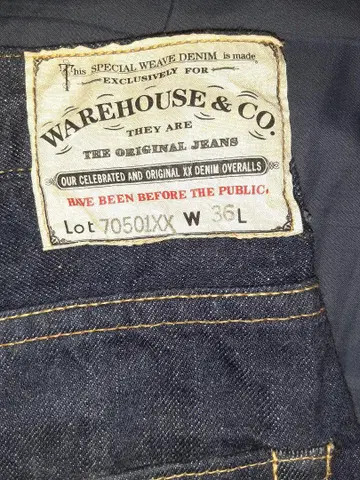 This SPECIAL WEAVE DENIM is made
EXCLUSIVELY FOR
WAREHOUSE & CO.
THEY ARE
THE ORIGINAL JEANS
OUR CELEBRATED AND ORIGINAL XX DENIM OVERALLS
HAVE BEEN BEFORE THE PUBLIC.
Lot 70501XX W 36 L